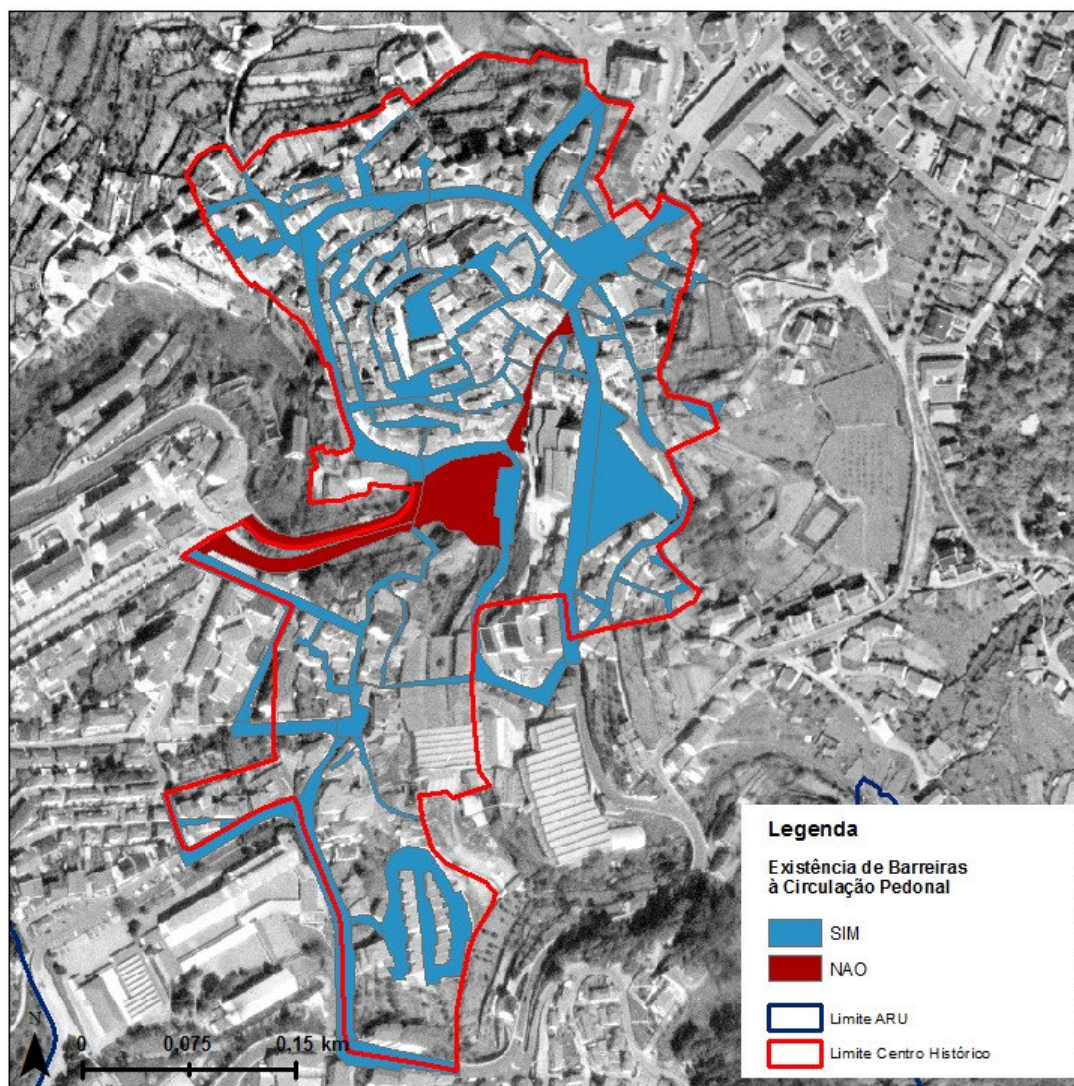 Legenda
Existência de Barreiras
à Circulação Pedonal
SIM
NAO
Limite ARU
Limite Centro Histórico
N
0 0,075 0,15 km